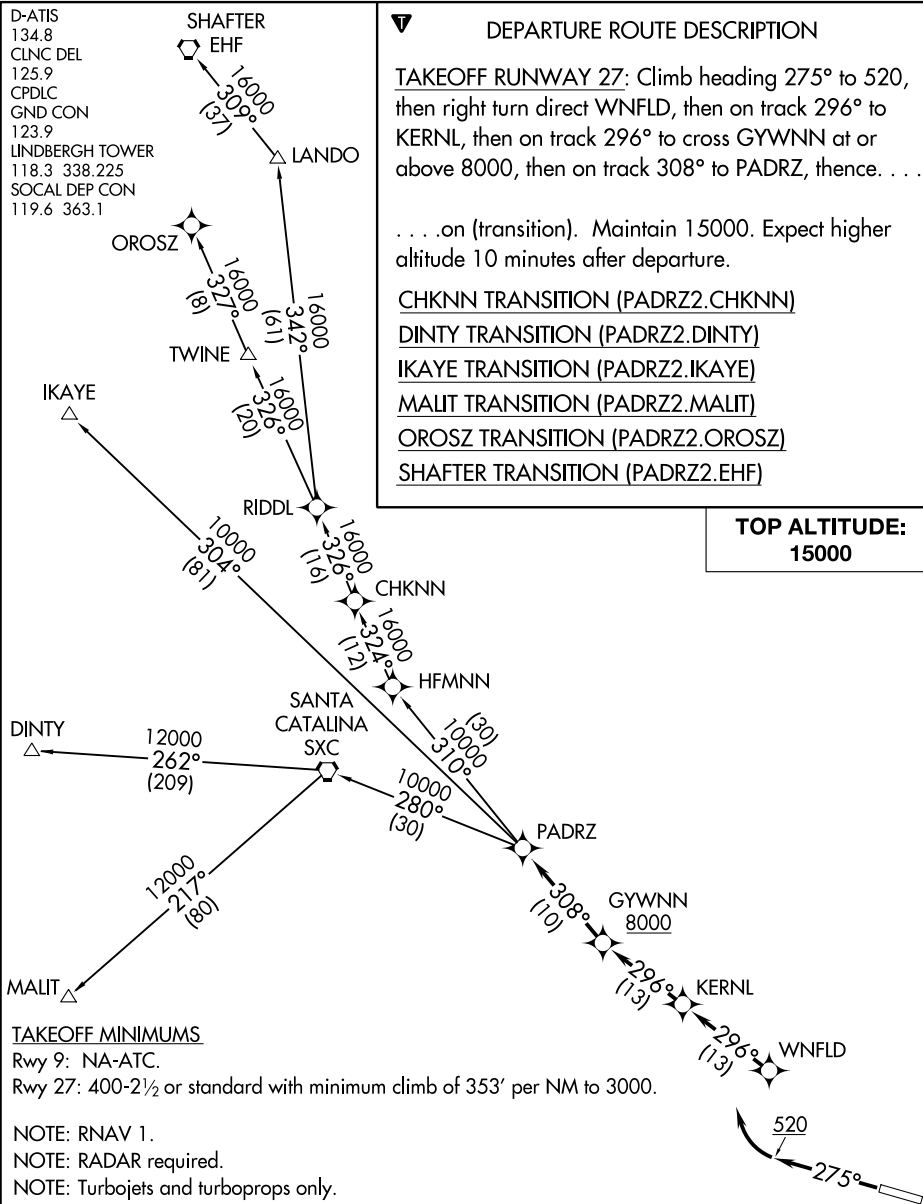 D-ATIS
134.8
CLNC DEL
125.9
CPDLC
GND CON
123.9
LINDBERGH TOWER
118.3 338.225
SOCAL DEP CON
119.6 363.1
SHAFTER
EHF
16000
309°
(37)
LANDO
OROSZ
16000
327°
(8)
16000
342°
(61)
TWINE
16000
326°
(20)
IKAYE
RIDDL
10000
304°
(81)
16000
326°
(16)
CHKNN
16000
324°
(12)
HFMNN
SANTA
CATALINA
SXC
(30)
10000
310°
DINTY
12000
262°
(209)
10000
280°
(30)
PADRZ
12000
217°
(80)
308°
(10)
GYWNN
8000
MALIT
296°
(13)
KERNL
296°
(13)
WNFLD
520
275°
T
DEPARTURE ROUTE DESCRIPTION
TAKEOFF RUNWAY 27: Climb heading 275° to 520,
then right turn direct WNFLD, then on track 296° to
KERNL, then on track 296° to cross GYWNN at or
above 8000, then on track 308° to PADRZ, thence. . . .
. . . .on (transition). Maintain 15000. Expect higher
altitude 10 minutes after departure.
CHKNN TRANSITION (PADRZ2.CHKNN)
DINTY TRANSITION (PADRZ2.DINTY)
IKAYE TRANSITION (PADRZ2.IKAYE)
MALIT TRANSITION (PADRZ2.MALIT)
OROSZ TRANSITION (PADRZ2.OROSZ)
SHAFTER TRANSITION (PADRZ2.EHF)
TOP ALTITUDE:
15000
TAKEOFF MINIMUMS
Rwy 9: NA-ATC.
Rwy 27: 400-2½ or standard with minimum climb of 353' per NM to 3000.
NOTE: RNAV 1.
NOTE: RADAR required.
NOTE: Turbojets and turboprops only.